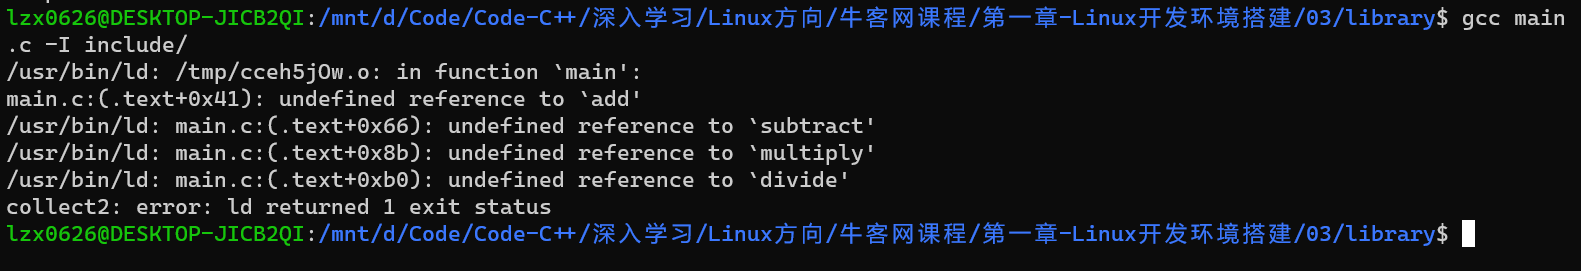 lzx0626@DESKTOP-JICB2QI:/mnt/d/Code/Code-C++/深入学习/Linux方向/牛客网课程/第一章-Linux开发环境搭建/03/library$ gcc main
.c -I include/
/usr/bin/ld: /tmp/cceh5jOw.o: in function `main':
main.c:(.text+0x41): undefined reference to `add'
/usr/bin/ld: main.c:(.text+0x66): undefined reference to `subtract'
/usr/bin/ld: main.c:(.text+0x8b): undefined reference to `multiply'
/usr/bin/ld: main.c:(.text+0xb0): undefined reference to `divide'
collect2: error: ld returned 1 exit status
lzx0626@DESKTOP-JICB2QI:/mnt/d/Code/Code-C++/深入学习/Linux方向/牛客网课程/第一章-Linux开发环境搭建/03/library$